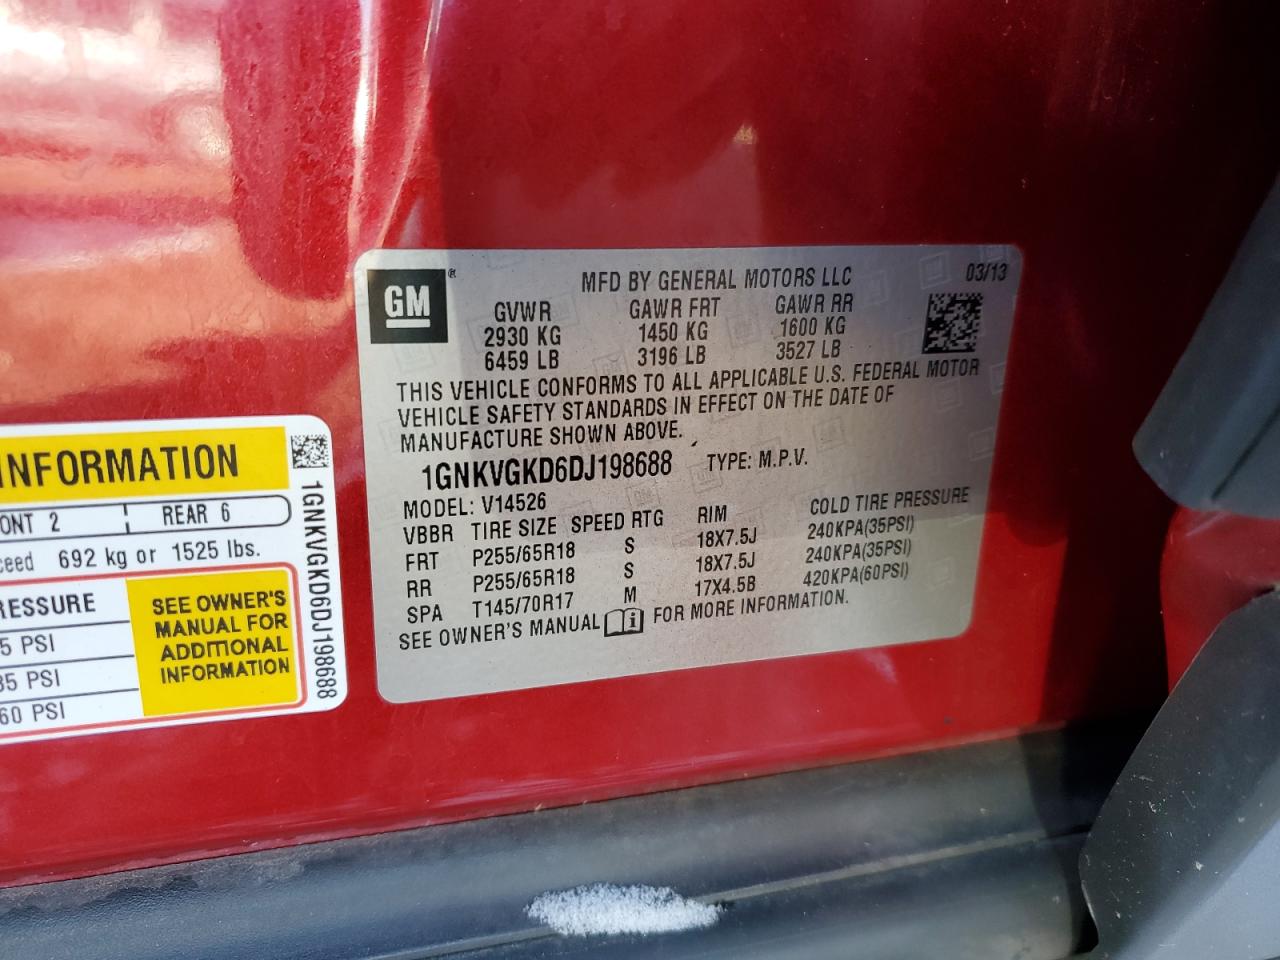 GM ®
MFD BY GENERAL MOTORS LLC
03/13
GVWR GAWR FRT GAWR RR
2930 KG 1450 KG 1600 KG
6459 LB 3196 LB 3527 LB
THIS VEHICLE CONFORMS TO ALL APPLICABLE U.S. FEDERAL MOTOR
VEHICLE SAFETY STANDARDS IN EFFECT ON THE DATE OF
MANUFACTURE SHOWN ABOVE.
1GNKVGKD6DJ198688 TYPE: M.P.V.
MODEL: V14526
VBBR TIRE SIZE SPEED RTG RIM COLD TIRE PRESSURE
FRT P255/65R18 S 18X7.5J 240KPA(35PSI)
RR P255/65R18 S 18X7.5J 240KPA(35PSI)
SPA T145/70R17 M 17X4.5B 420KPA(60PSI)
SEE OWNER'S MANUAL FOR MORE INFORMATION.
INFORMATION
ONT 2 REAR 6
ceed 692 kg or 1525 lbs.
RESSURE
5 PSI
35 PSI
60 PSI
SEE OWNER'S
MANUAL FOR
ADDITIONAL
INFORMATION
1GNKVGKD6DJ198688